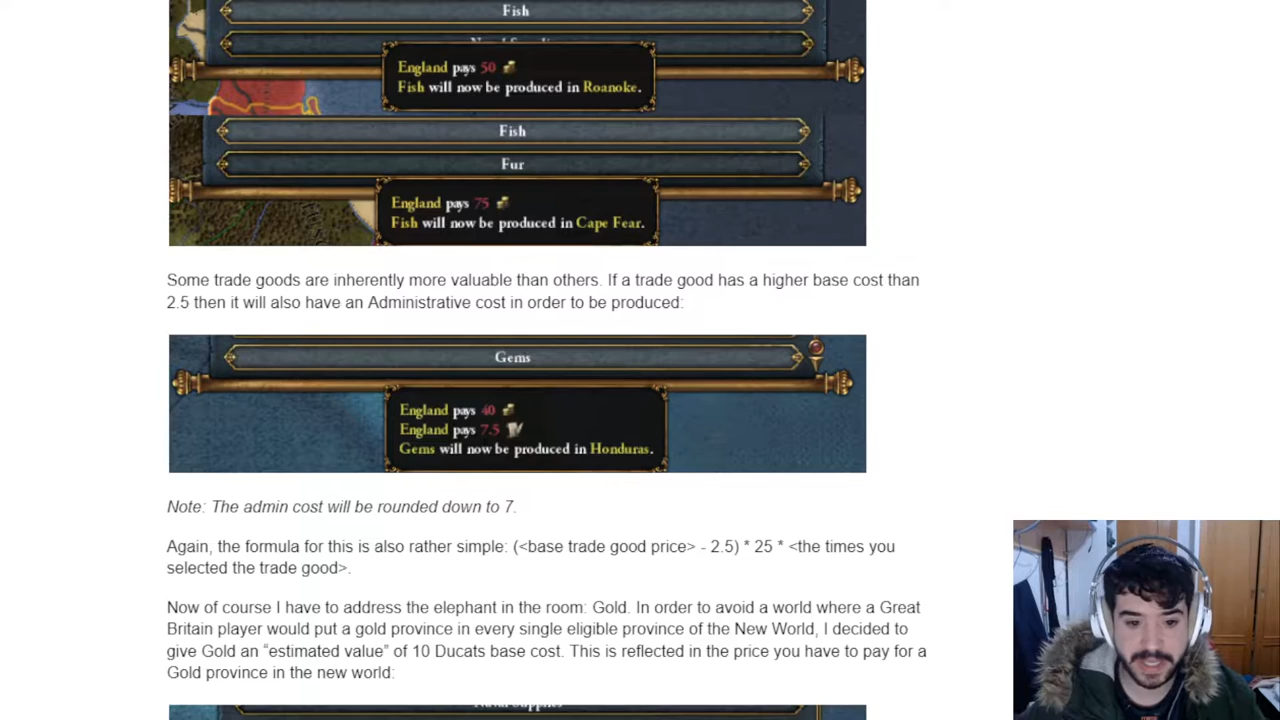 Fish
England pays 50
Fish will now be produced in Roanoke.
Fish
Fur
England pays 75
Fish will now be produced in Cape Fear.
Some trade goods are inherently more valuable than others. If a trade good has a higher base cost than
2.5 then it will also have an Administrative cost in order to be produced:
Gems
England pays 40
England pays 7.5
Gems will now be produced in Honduras.
Note: The admin cost will be rounded down to 7.
Again, the formula for this is also rather simple: (<base trade good price> - 2.5) * 25 * <the times you
selected the trade good>.
Now of course I have to address the elephant in the room: Gold. In order to avoid a world where a Great
Britain player would put a gold province in every single eligible province of the New World, I decided to
give Gold an “estimated value” of 10 Ducats base cost. This is reflected in the price you have to pay for a
Gold province in the new world:
Naval Supplies